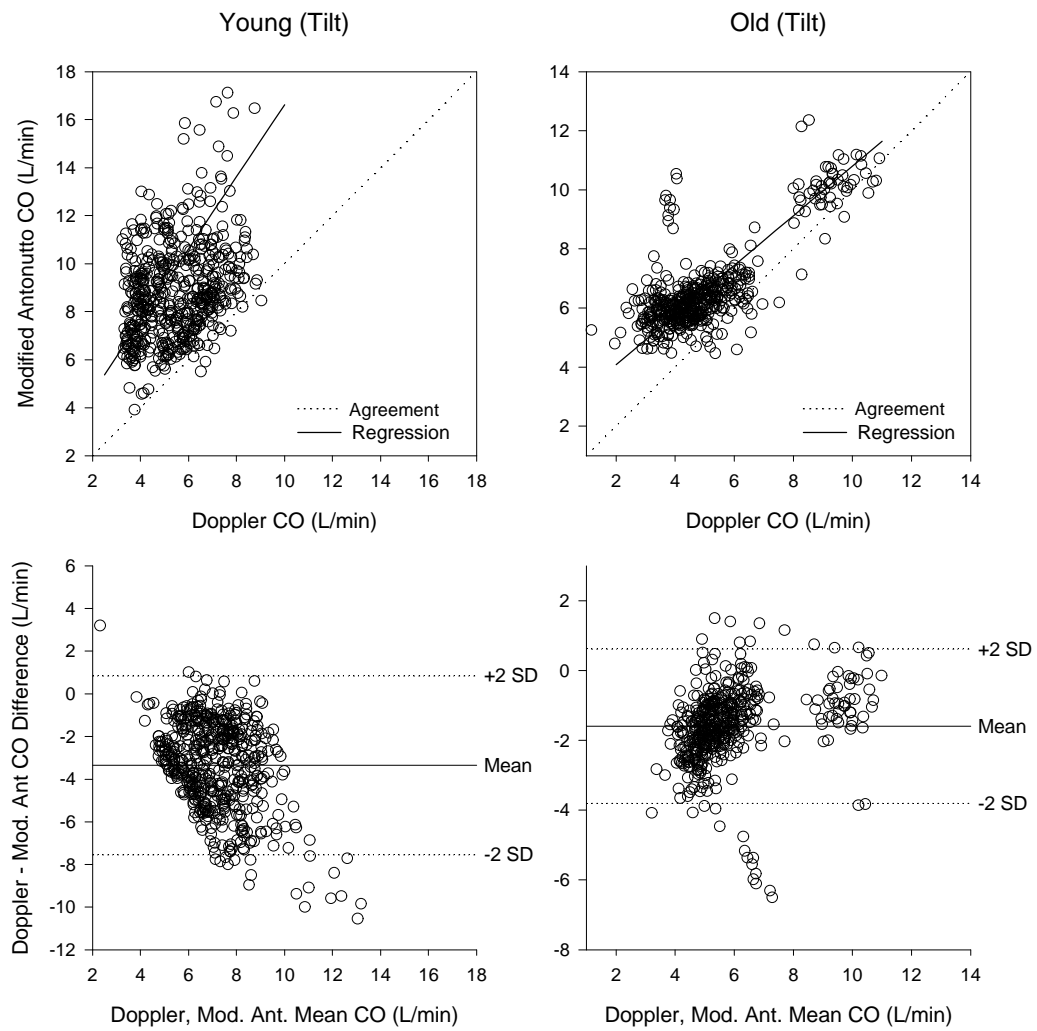 Young (Tilt)
Old (Tilt)
Modified Antonutto CO (L/min)
18
16
14
12
10
8
6
4
2
2 4 6 8 10 12 14 16 18
Agreement
Regression
Doppler CO (L/min)
14
12
10
8
6
4
2
2 4 6 8 10 12 14
Agreement
Regression
Doppler CO (L/min)
Doppler - Mod. Ant CO Difference (L/min)
6
4
2
0
-2
-4
-6
-8
-10
-12
+2 SD
Mean
-2 SD
2 4 6 8 10 12 14 16 18
Doppler, Mod. Ant. Mean CO (L/min)
2
0
-2
-4
-6
-8
+2 SD
Mean
-2 SD
2 4 6 8 10 12 14
Doppler, Mod. Ant. Mean CO (L/min)